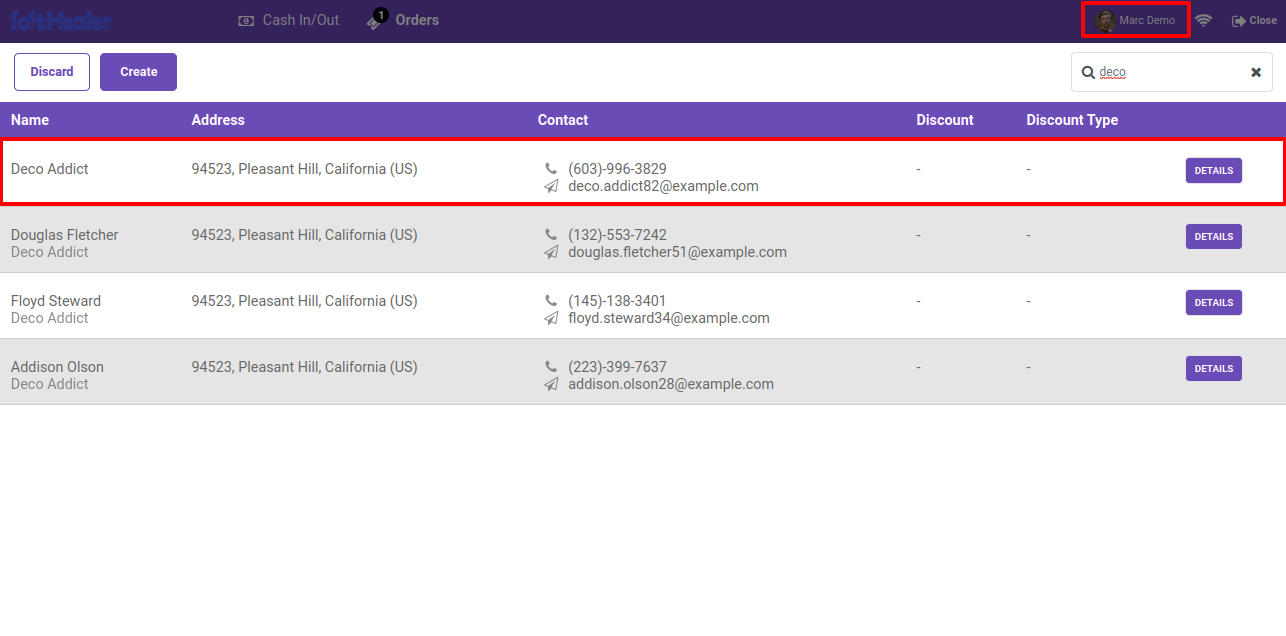 SoftHealer Cash In/Out 1 Orders Marc Demo Close
Discard Create deco
Name Address Contact Discount Discount Type
Deco Addict 94523, Pleasant Hill, California (US) (603)-996-3829 - - DETAILS
deco.addict82@example.com
Douglas Fletcher 94523, Pleasant Hill, California (US) (132)-553-7242 - - DETAILS
Deco Addict douglas.fletcher51@example.com
Floyd Steward 94523, Pleasant Hill, California (US) (145)-138-3401 - - DETAILS
Deco Addict floyd.steward34@example.com
Addison Olson 94523, Pleasant Hill, California (US) (223)-399-7637 - - DETAILS
Deco Addict addison.olson28@example.com